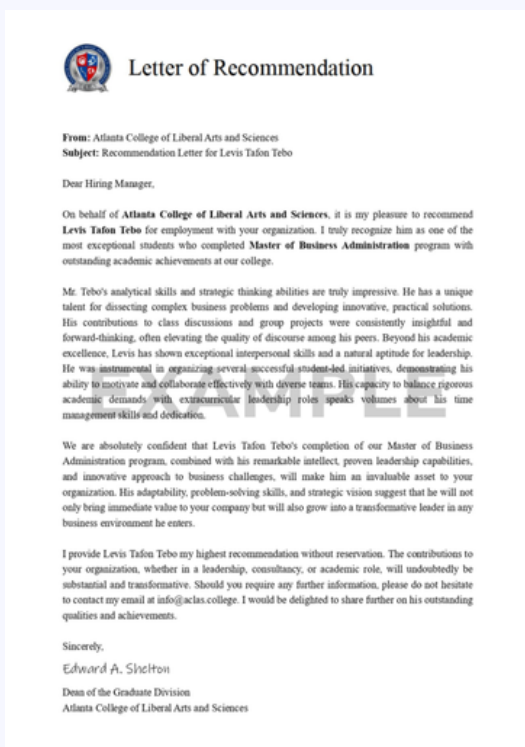 Letter of Recommendation
From: Atlanta College of Liberal Arts and Sciences
Subject: Recommendation Letter for Levis Tafon Tebo
Dear Hiring Manager,
On behalf of Atlanta College of Liberal Arts and Sciences, it is my pleasure to recommend
Levis Tafon Tebo for employment with your organization. I truly recognize him as one of the
most exceptional students who completed Master of Business Administration program with
outstanding academic achievements at our college.
Mr. Tebo's analytical skills and strategic thinking abilities are truly impressive. He has a unique
talent for dissecting complex business problems and developing innovative, practical solutions.
His contributions to class discussions and group projects were consistently insightful and
forward-thinking, often elevating the quality of discourse among his peers. Beyond his academic
excellence, Levis has shown exceptional interpersonal skills and a natural aptitude for leadership.
He was instrumental in organizing several successful student-led initiatives, demonstrating his
ability to motivate and collaborate effectively with diverse teams. His capacity to balance rigorous
academic demands with extracurricular leadership roles speaks volumes about his time
management skills and dedication.
EXAMPLE
We are absolutely confident that Levis Tafon Tebo's completion of our Master of Business
Administration program, combined with his remarkable intellect, proven leadership capabilities,
and innovative approach to business challenges, will make him an invaluable asset to your
organization. His adaptability, problem-solving skills, and strategic vision suggest that he will not
only bring immediate value to your company but will also grow into a transformative leader in any
business environment he enters.
I provide Levis Tafon Tebo my highest recommendation without reservation. The contributions to
your organization, whether in a leadership, consultancy, or academic role, will undoubtedly be
substantial and transformative. Should you require any further information, please do not hesitate
to contact my email at info@aclas.college. I would be delighted to share further on his outstanding
qualities and achievements.
Sincerely,
Edward A. Shelton
Dean of the Graduate Division
Atlanta College of Liberal Arts and Sciences